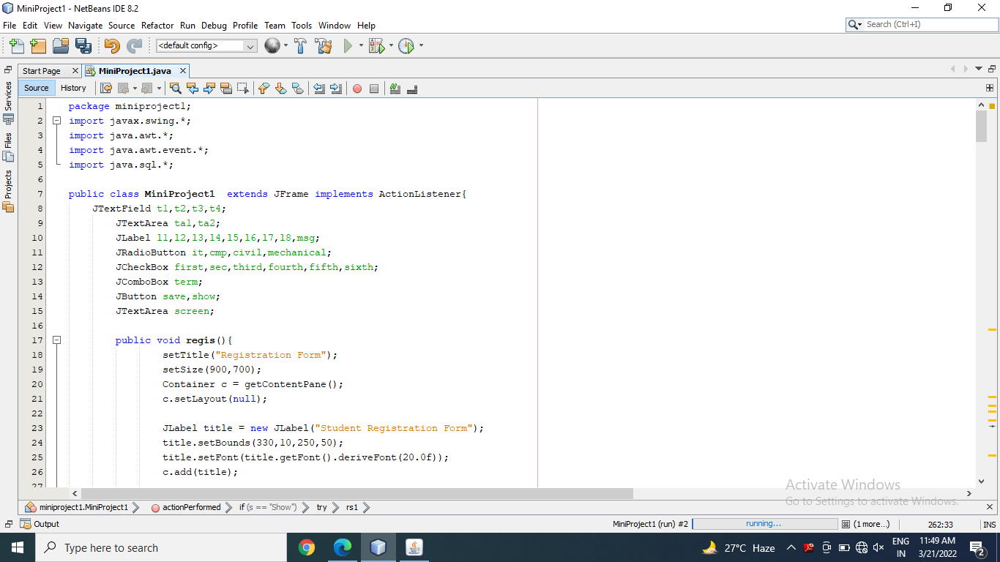 MiniProject1 - NetBeans IDE 8.2
File Edit View Navigate Source Refactor Run Debug Profile Team Tools Window Help
Search (Ctrl+I)
<default config>
Start Page MiniProject1.java
Source History
Services
Files
Projects
1 package miniproject1;
2 import javax.swing.*;
3 import java.awt.*;
4 import java.awt.event.*;
5 import java.sql.*;
6
7 public class MiniProject1 extends JFrame implements ActionListener{
8 JTextField t1,t2,t3,t4;
9 JTextArea ta1,ta2;
10 JLabel l1,l2,l3,l4,l5,l6,l7,l8,msg;
11 JRadioButton it,cmp,civil,mechanical;
12 JCheckBox first,sec,third,fourth,fifth,sixth;
13 JComboBox term;
14 JButton save,show;
15 JTextArea screen;
16
17 public void regis(){
18 setTitle("Registration Form");
19 setSize(900,700);
20 Container c = getContentPane();
21 c.setLayout(null);
22
23 JLabel title = new JLabel("Student Registration Form");
24 title.setBounds(330,10,250,50);
25 title.setFont(title.getFont().deriveFont(20.0f));
26 c.add(title);
27
Activate Windows
Go to Settings to activate Windows.
miniproject1.MiniProject1 actionPerformed if (s == "Show") try rs1
Output MiniProject1 (run) #2 running... (1 more...) 262:33 INS
Type here to search
27°C Haze
ENG
IN
11:49 AM
3/21/2022
2